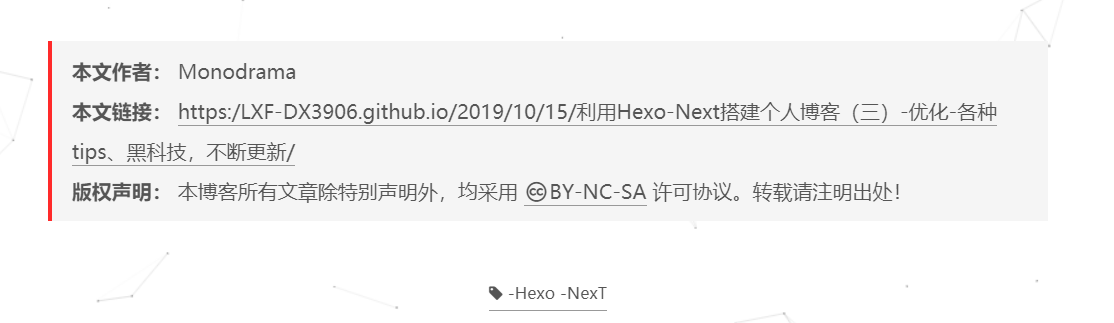 本文作者： Monodrama
本文链接： https:/LXF-DX3906.github.io/2019/10/15/利用Hexo-Next搭建个人博客（三）-优化-各种
tips、黑科技，不断更新/
版权声明： 本博客所有文章除特别声明外，均采用 cc BY-NC-SA 许可协议。转载请注明出处！
-Hexo -NexT